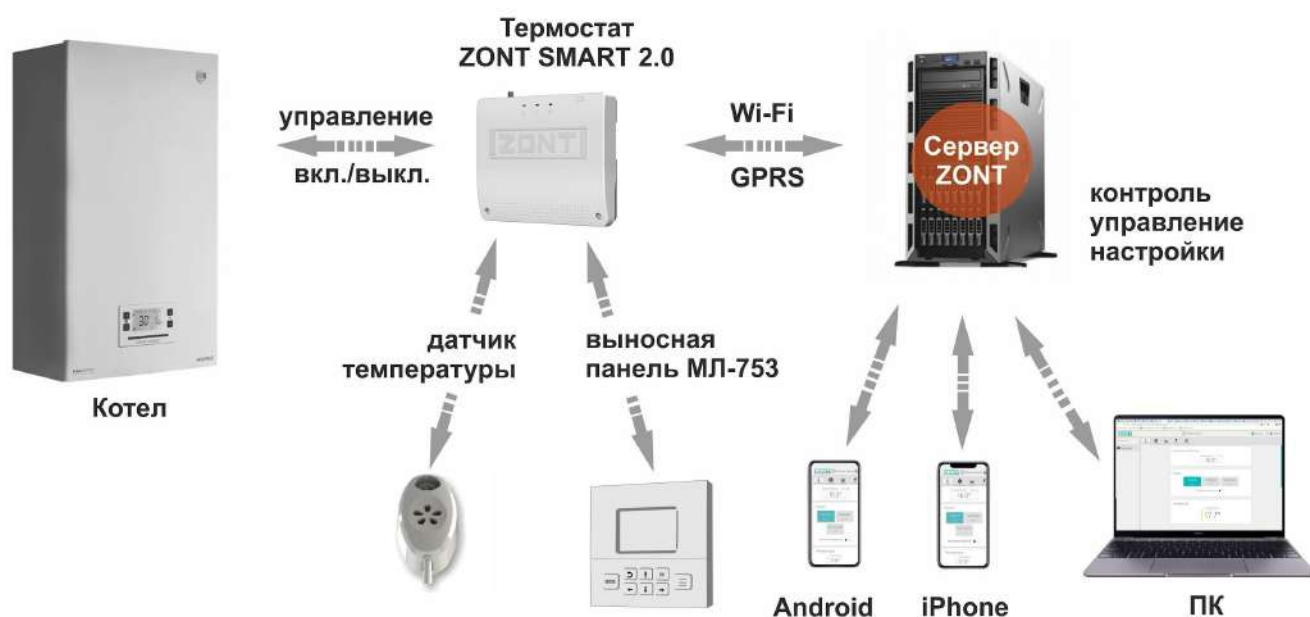 Термостат
ZONT SMART 2.0
управление
вкл./выкл.
ZONT
Wi-Fi
GPRS
Сервер
ZONT
контроль
управление
настройки
датчик
температуры
выносная
панель МЛ-753
Котел
Android
iPhone
ПК